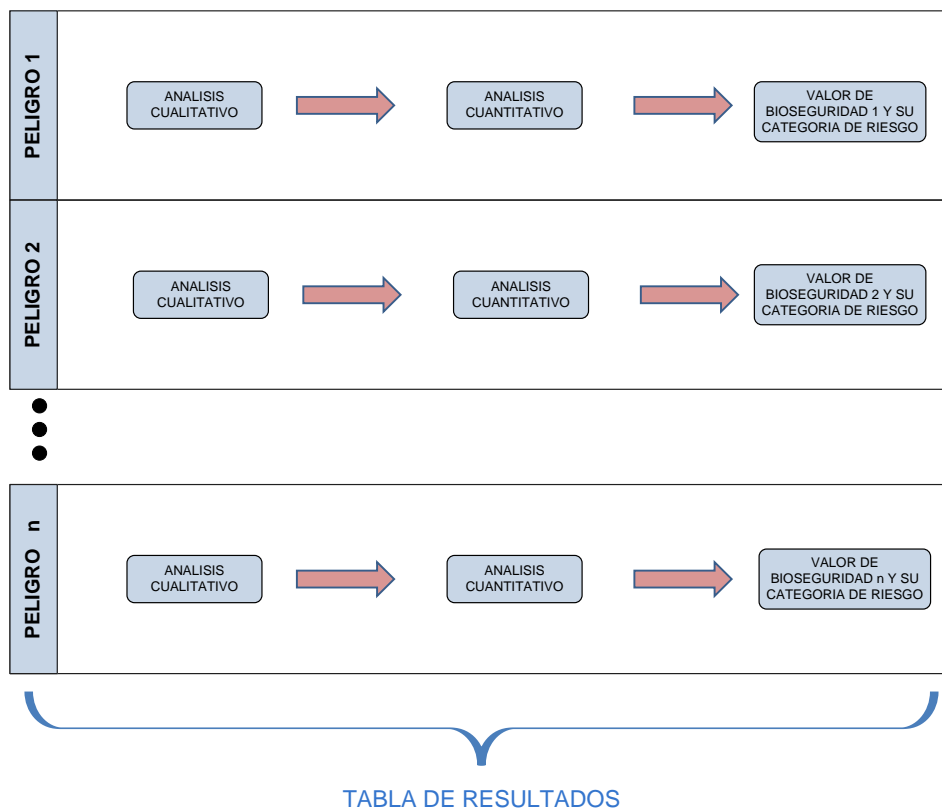 PELIGRO 1
ANALISIS
CUALITATIVO
ANALISIS
CUANTITATIVO
VALOR DE
BIOSEGURIDAD 1 Y SU
CATEGORIA DE RIESGO
PELIGRO 2
ANALISIS
CUALITATIVO
ANALISIS
CUANTITATIVO
VALOR DE
BIOSEGURIDAD 2 Y SU
CATEGORIA DE RIESGO
PELIGRO n
ANALISIS
CUALITATIVO
ANALISIS
CUANTITATIVO
VALOR DE
BIOSEGURIDAD n Y SU
CATEGORIA DE RIESGO
TABLA DE RESULTADOS